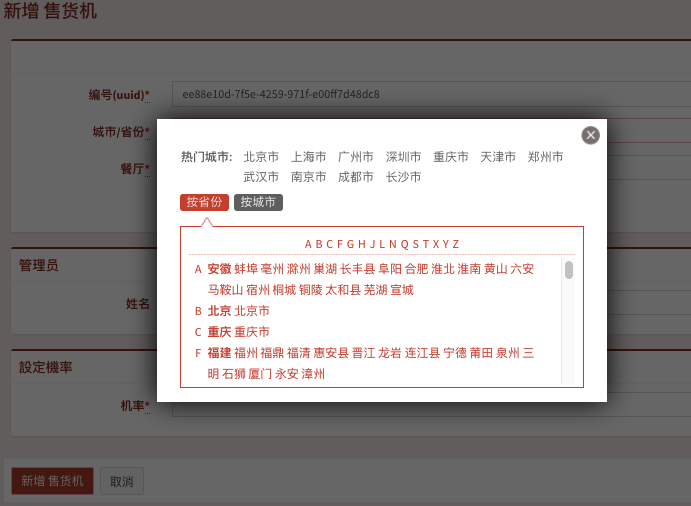 新增 售货机
编号(uuid)*
ee88e10d-7f5e-4259-971f-e00ff7d48dc8
城市/省份*
餐厅*
热门城市: 北京市 上海市 广州市 深圳市 重庆市 天津市 郑州市
武汉市 南京市 成都市 长沙市
按省份 按城市
A B C F G H J L N Q S T X Y Z
A 安徽 蚌埠 亳州 滁州 巢湖 长丰县 阜阳 合肥 淮北 淮南 黄山 六安
马鞍山 宿州 桐城 铜陵 太和县 芜湖 宣城
B 北京 北京市
C 重庆 重庆市
F 福建 福州 福鼎 福清 惠安县 晋江 龙岩 连江县 宁德 莆田 泉州 三
明 石狮 厦门 永安 漳州
管理员
姓名
設定機率
机率*
新增 售货机 取消